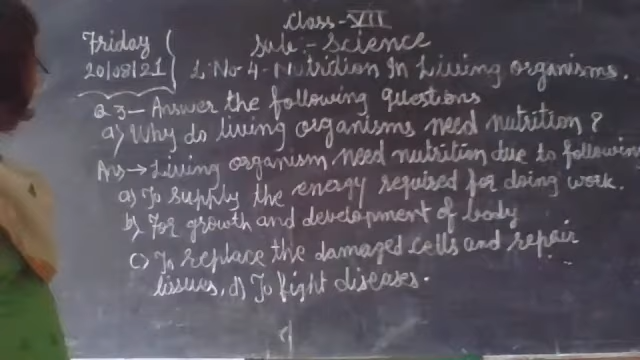 Class-VII
Friday
Sub:- Science
20/08/21
L.No 4- Nutridion In Living organisms.
Q 3- Answer the following questions
a) Why do living organisms need nutrition ?
Ans→ Living organism need nutrition due to following
a) To supply the energy required for doing work.
b) For growth and development of body
c) To replace the damaged cells and repair
tissues, d) To fight diseases.